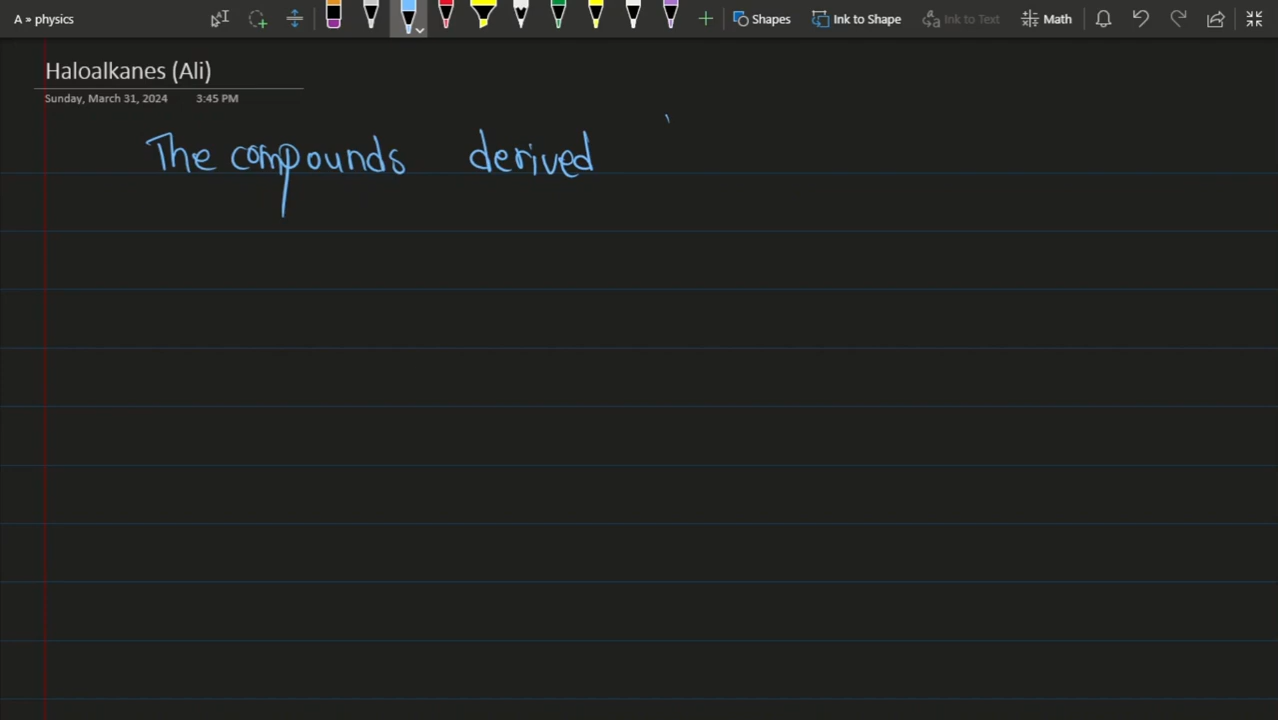 A » physics
Shapes
Ink to Shape
Ink to Text
Math
Haloalkanes (Ali)
Sunday, March 31, 2024 3:45 PM
The compounds derived